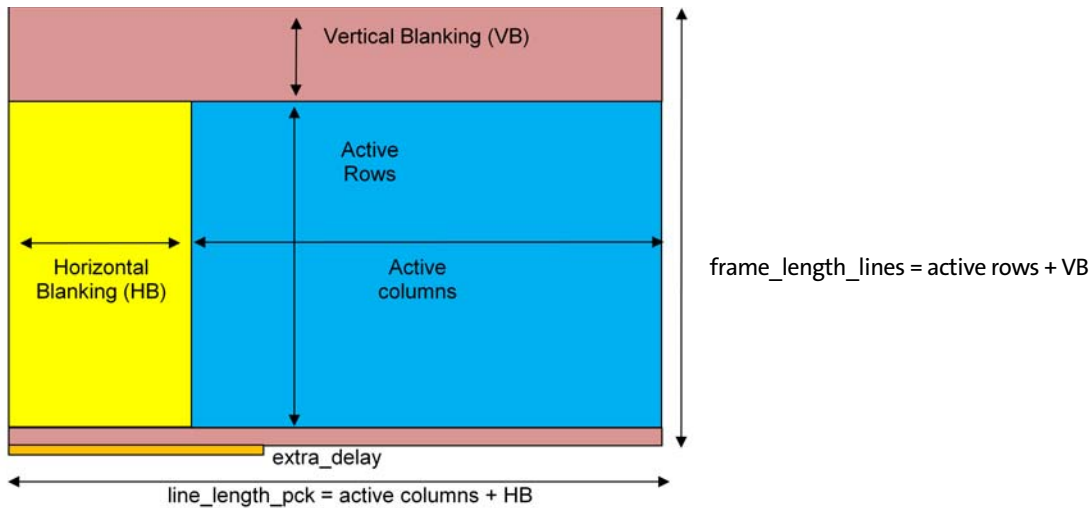 Vertical Blanking (VB)
Active
Rows
Horizontal
Blanking (HB)
Active
columns
frame_length_lines = active rows + VB
extra_delay
line_length_pck = active columns + HB